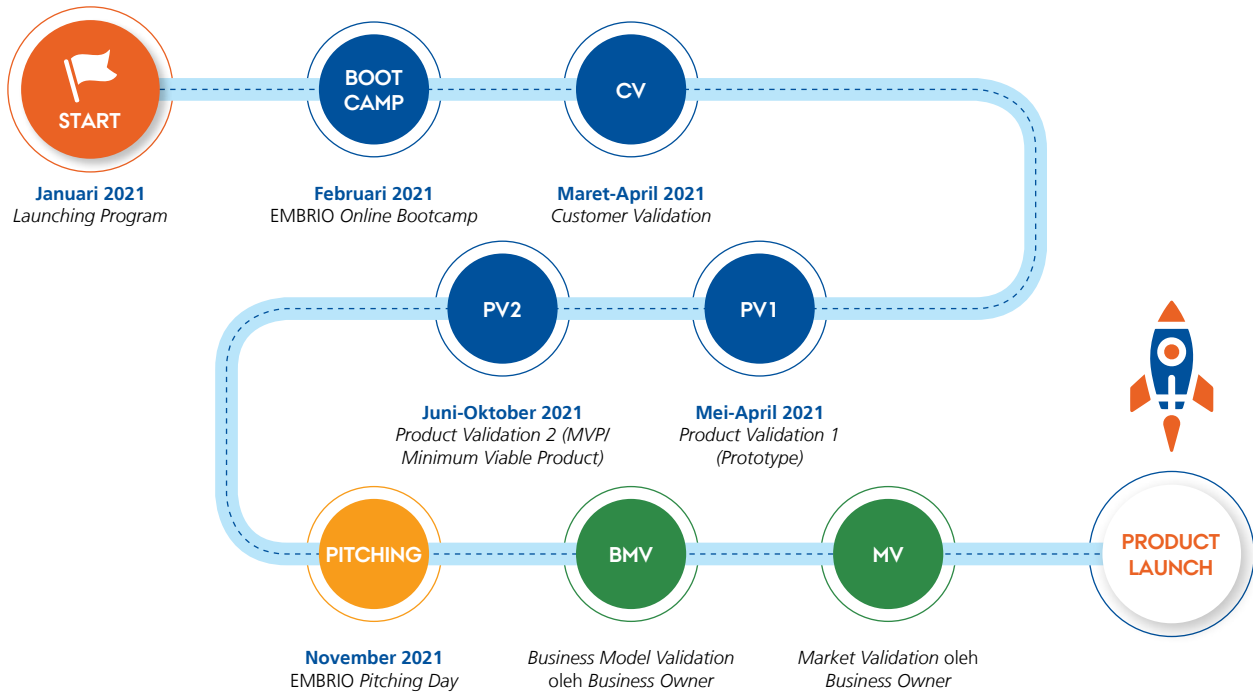 START
Januari 2021
Launching Program
BOOT
CAMP
Februari 2021
EMBRIO Online Bootcamp
CV
Maret-April 2021
Customer Validation
PV1
Mei-April 2021
Product Validation 1
(Prototype)
PV2
Juni-Oktober 2021
Product Validation 2 (MVP/
Minimum Viable Product)
PITCHING
November 2021
EMBRIO Pitching Day
BMV
Business Model Validation
oleh Business Owner
MV
Market Validation oleh
Business Owner
PRODUCT
LAUNCH